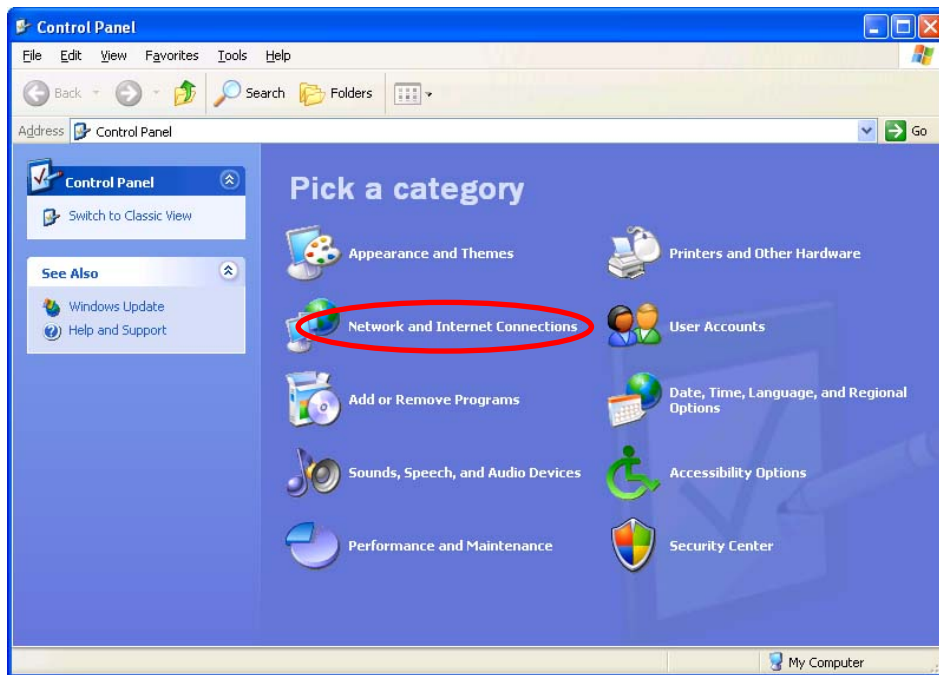 Control Panel
File Edit View Favorites Tools Help
Back Search Folders
Address Control Panel Go
Control Panel
Switch to Classic View
See Also
Windows Update
Help and Support
Pick a category
Appearance and Themes
Printers and Other Hardware
Network and Internet Connections
User Accounts
Add or Remove Programs
Date, Time, Language, and Regional
Options
Sounds, Speech, and Audio Devices
Accessibility Options
Performance and Maintenance
Security Center
My Computer